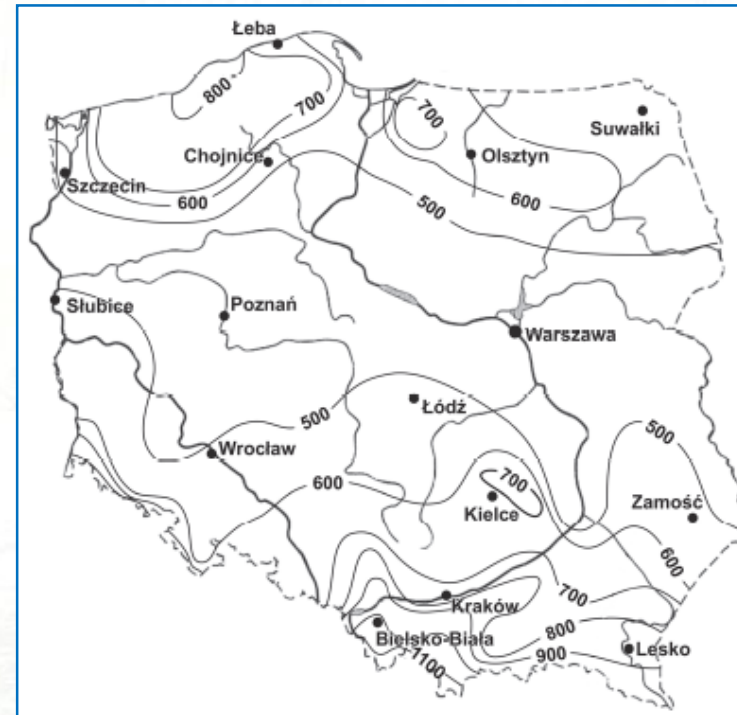 Łeba
800
700
700
Suwałki
Chojnice
Olsztyn
Szczecin
600
600
500
Słubice
Poznań
Warszawa
Łódź
500
500
Wrocław
600
700
Kielce
Zamość
600
700
Kraków
800
Bielsko-Biała
Lesko
900
1100